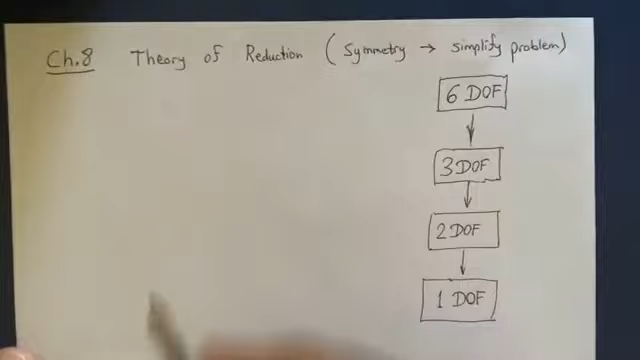 Ch.8 Theory of Reduction (Symmetry → simplify problem)
6 DOF
3 DOF
2 DOF
1 DOF